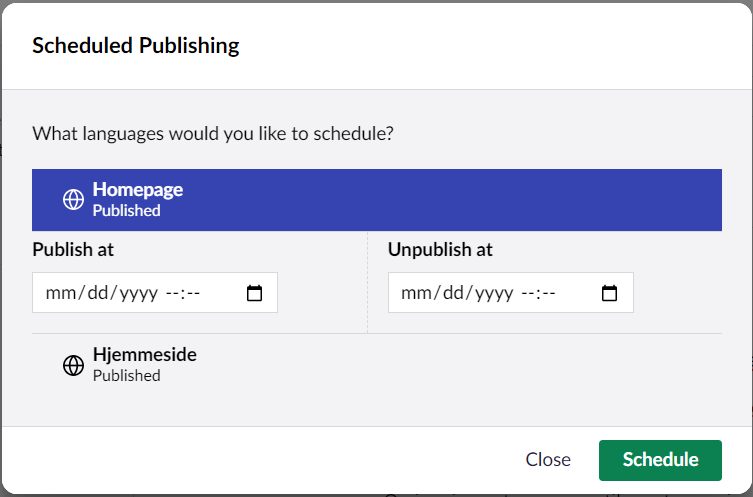 Scheduled Publishing
What languages would you like to schedule?
Homepage
Published
Publish at
Unpublish at
mm/dd/yyyy --:--
mm/dd/yyyy --:--
Hjemmeside
Published
Close
Schedule